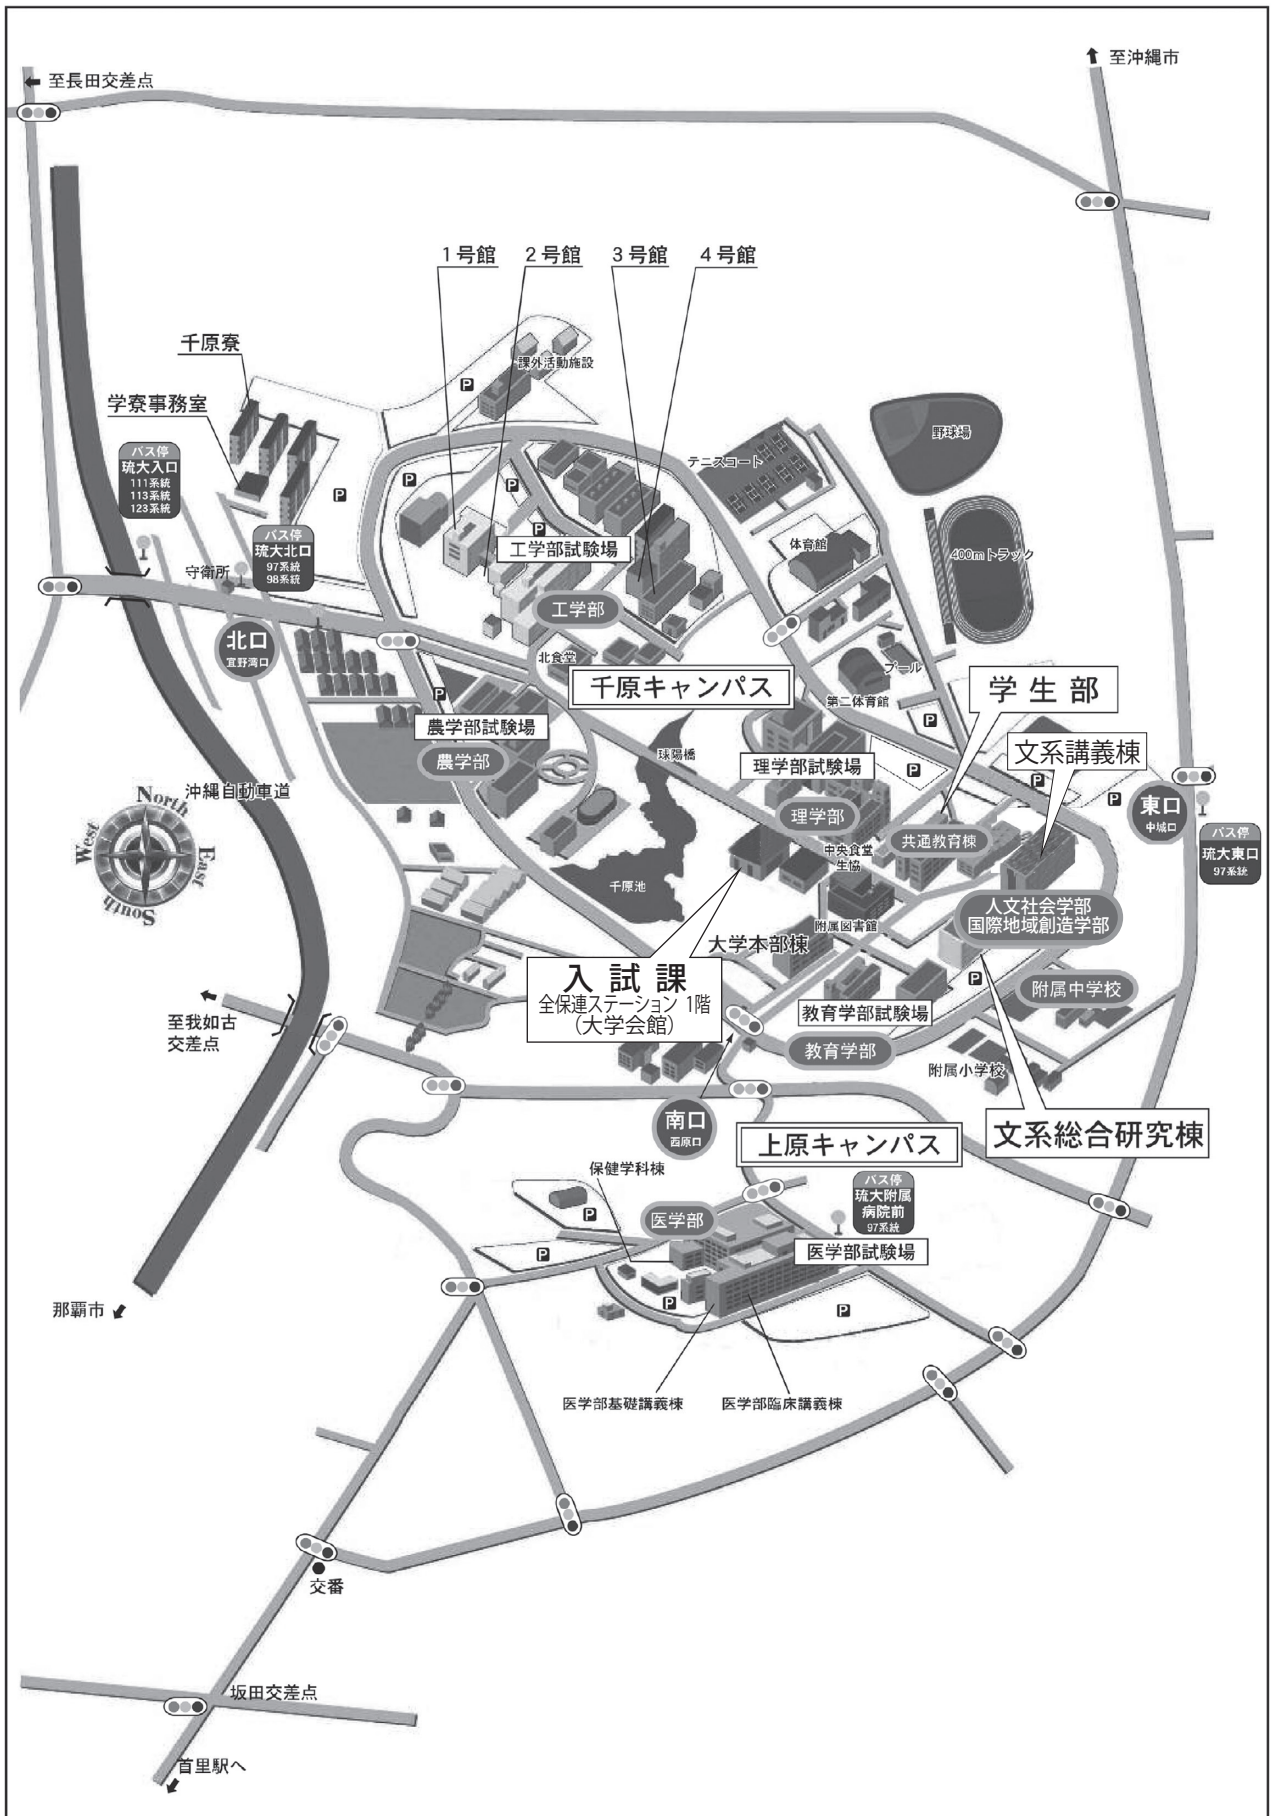 至沖縄市
至長田交差点
1号館
2号館
3号館
4号館
千原寮
課外活動施設
P
学寮事務室
野球場
バス停
琉大入口
111系統
113系統
123系統
テニスコート
P
P
P
P
バス停
琉大北口
97系統
98系統
工学部試験場
体育館
400mトラック
守衛所
工学部
北口
宜野湾口
北食堂
プール
千原キャンパス
学生部
第二体育館
P
P
農学部試験場
文系講義棟
球陽橋
農学部
理学部試験場
P
P
P
沖縄自動車道
North
West
East
South
東口
中城口
理学部
バス停
琉大東口
97系統
共通教育棟
中央食堂
生協
千原池
人文社会学部
国際地域創造学部
附属図書館
大学本部棟
入試課
全保連ステーション 1階
(大学会館)
P
附属中学校
至我如古
交差点
教育学部試験場
教育学部
附属小学校
南口
西原口
文系総合研究棟
上原キャンパス
保健学科棟
バス停
琉大附属
病院前
97系統
P
医学部
P
医学部試験場
P
P
那覇市
医学部基礎講義棟
医学部臨床講義棟
交番
坂田交差点
首里駅へ